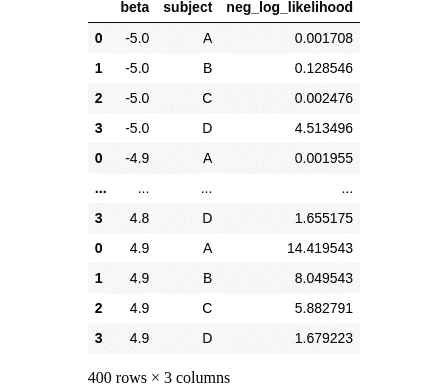 beta subject neg_log_likelihood
0 -5.0 A 0.001708
1 -5.0 B 0.128546
2 -5.0 C 0.002476
3 -5.0 D 4.513496
0 -4.9 A 0.001955
... ... ... ...
3 4.8 D 1.655175
0 4.9 A 14.419543
1 4.9 B 8.049543
2 4.9 C 5.882791
3 4.9 D 1.679223
400 rows × 3 columns